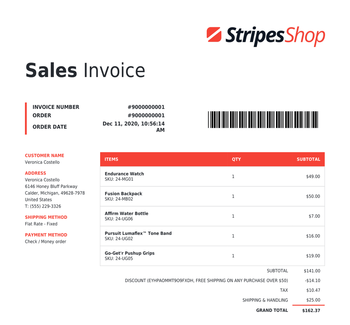 StripesShop
Sales Invoice
INVOICE NUMBER #9000000001
ORDER #9000000001
ORDER DATE Dec 11, 2020, 10:56:14 AM
CUSTOMER NAME
Veronica Costello
ADDRESS
Veronica Costello
6146 Honey Bluff Parkway
Calder, Michigan, 49628-7978
United States
T: (555) 229-3326
SHIPPING METHOD
Flat Rate - Fixed
PAYMENT METHOD
Check / Money order
ITEMS QTY SUBTOTAL
Endurance Watch
SKU: 24-MG01 1 $49.00
Fusion Backpack
SKU: 24-MB02 1 $50.00
Affirm Water Bottle
SKU: 24-UG06 1 $7.00
Pursuit Lumaflex™ Tone Band
SKU: 24-UG02 1 $16.00
Go-Get'r Pushup Grips
SKU: 24-UG05 1 $19.00
SUBTOTAL $141.00
FREE SHIPPING ON ANY PURCHASE OVER $50) -$14.10
TAX $10.47
SHIPPING & HANDLING $25.00
GRAND TOTAL $162.37